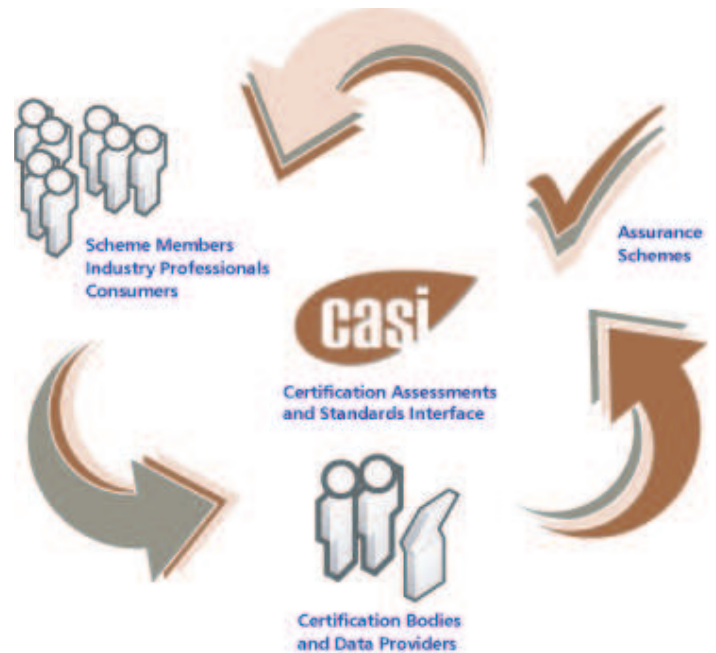 Scheme Members
Industry Professionals
Consumers
Assurance
Schemes
casi
Certification Assessments
and Standards Interface
Certification Bodies
and Data Providers